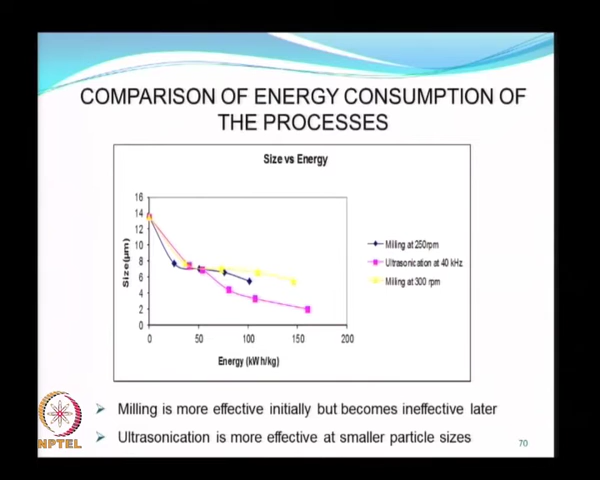 COMPARISON OF ENERGY CONSUMPTION OF
THE PROCESSES
Size vs Energy
16
14
12
10
8
6
4
2
0
Size(µm)
0 50 100 150 200
Energy (kWh/kg)
Milling at 250rpm
Ultrasonication at 40 kHz
Milling at 300 rpm
Milling is more effective initially but becomes ineffective later
Ultrasonication is more effective at smaller particle sizes
NPTEL
70